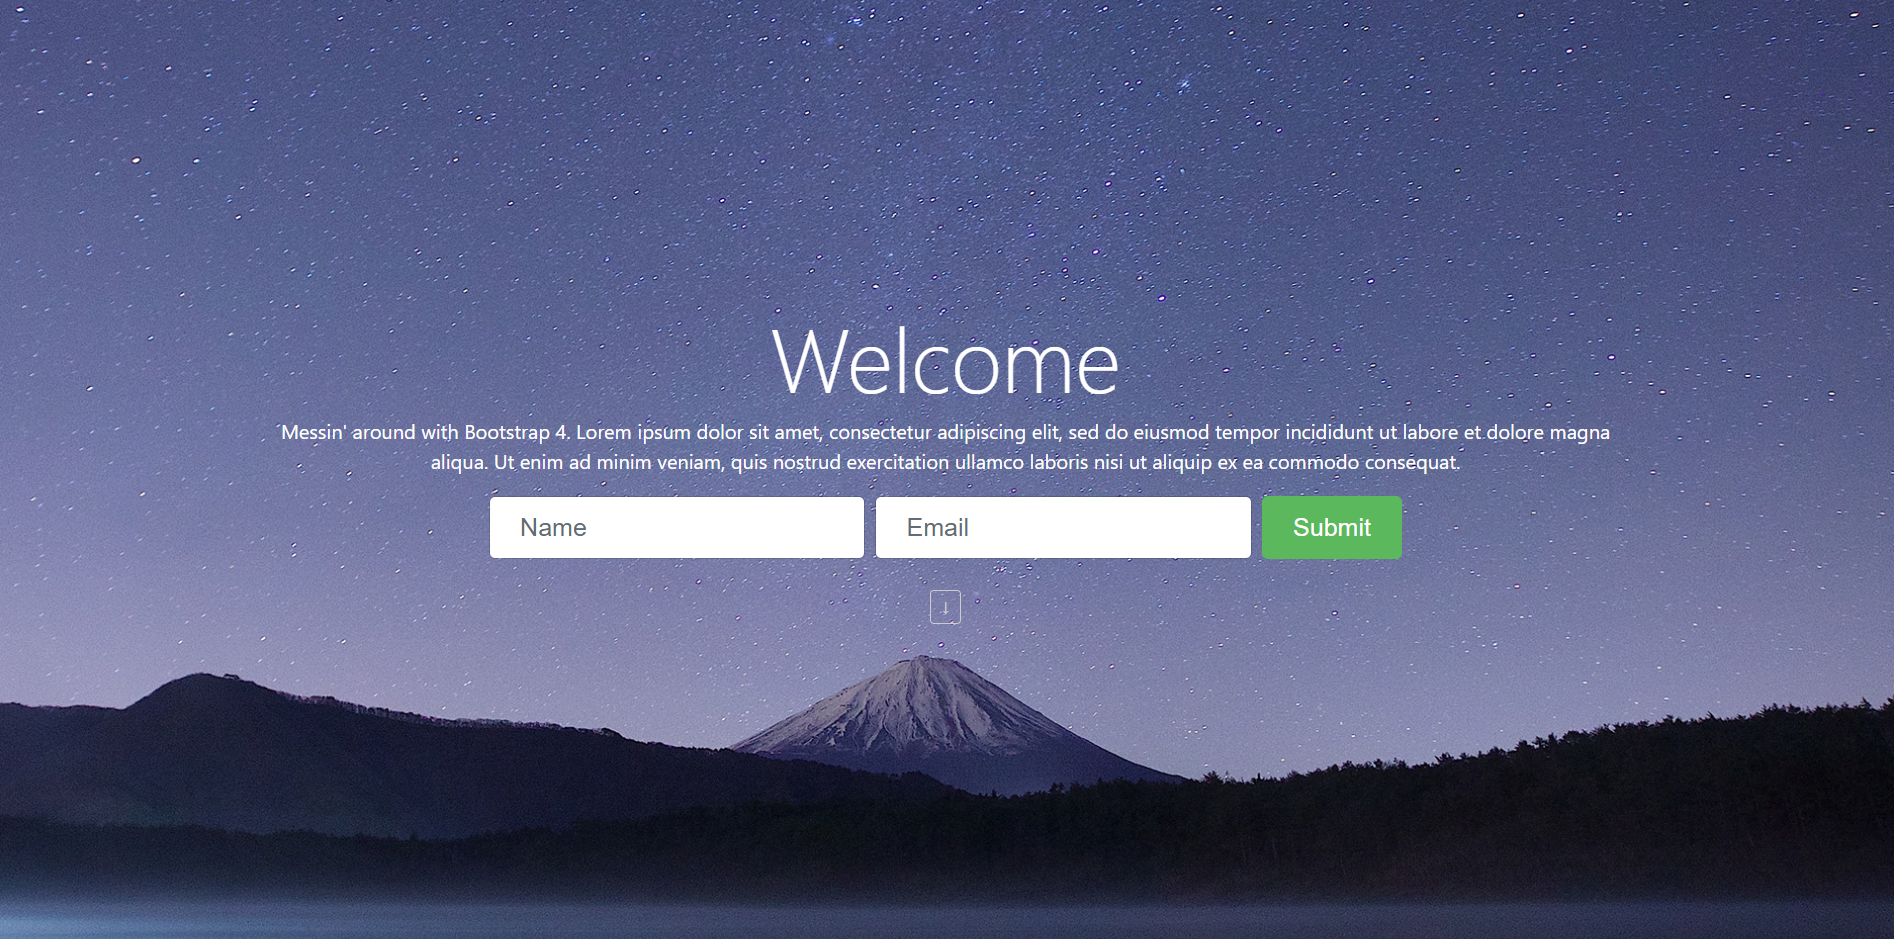 Welcome
Messin' around with Bootstrap 4. Lorem ipsum dolor sit amet, consectetur adipiscing elit, sed do eiusmod tempor incididunt ut labore et dolore magna
aliqua. Ut enim ad minim veniam, quis nostrud exercitation ullamco laboris nisi ut aliquip ex ea commodo consequat.
Name Email Submit
↓